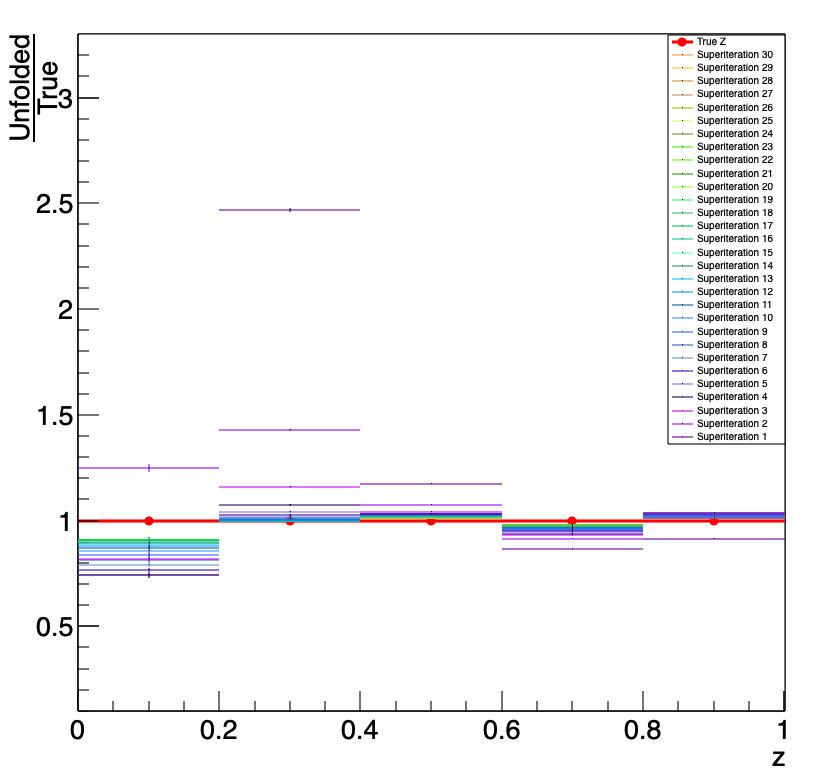 Unfolded
True
3
2.5
2
1.5
1
0.5
0
0.2
0.4
0.6
0.8
1
z
True Z
Superiteration 30
Superiteration 29
Superiteration 28
Superiteration 27
Superiteration 26
Superiteration 25
Superiteration 24
Superiteration 23
Superiteration 22
Superiteration 21
Superiteration 20
Superiteration 19
Superiteration 18
Superiteration 17
Superiteration 16
Superiteration 15
Superiteration 14
Superiteration 13
Superiteration 12
Superiteration 11
Superiteration 10
Superiteration 9
Superiteration 8
Superiteration 7
Superiteration 6
Superiteration 5
Superiteration 4
Superiteration 3
Superiteration 2
Superiteration 1